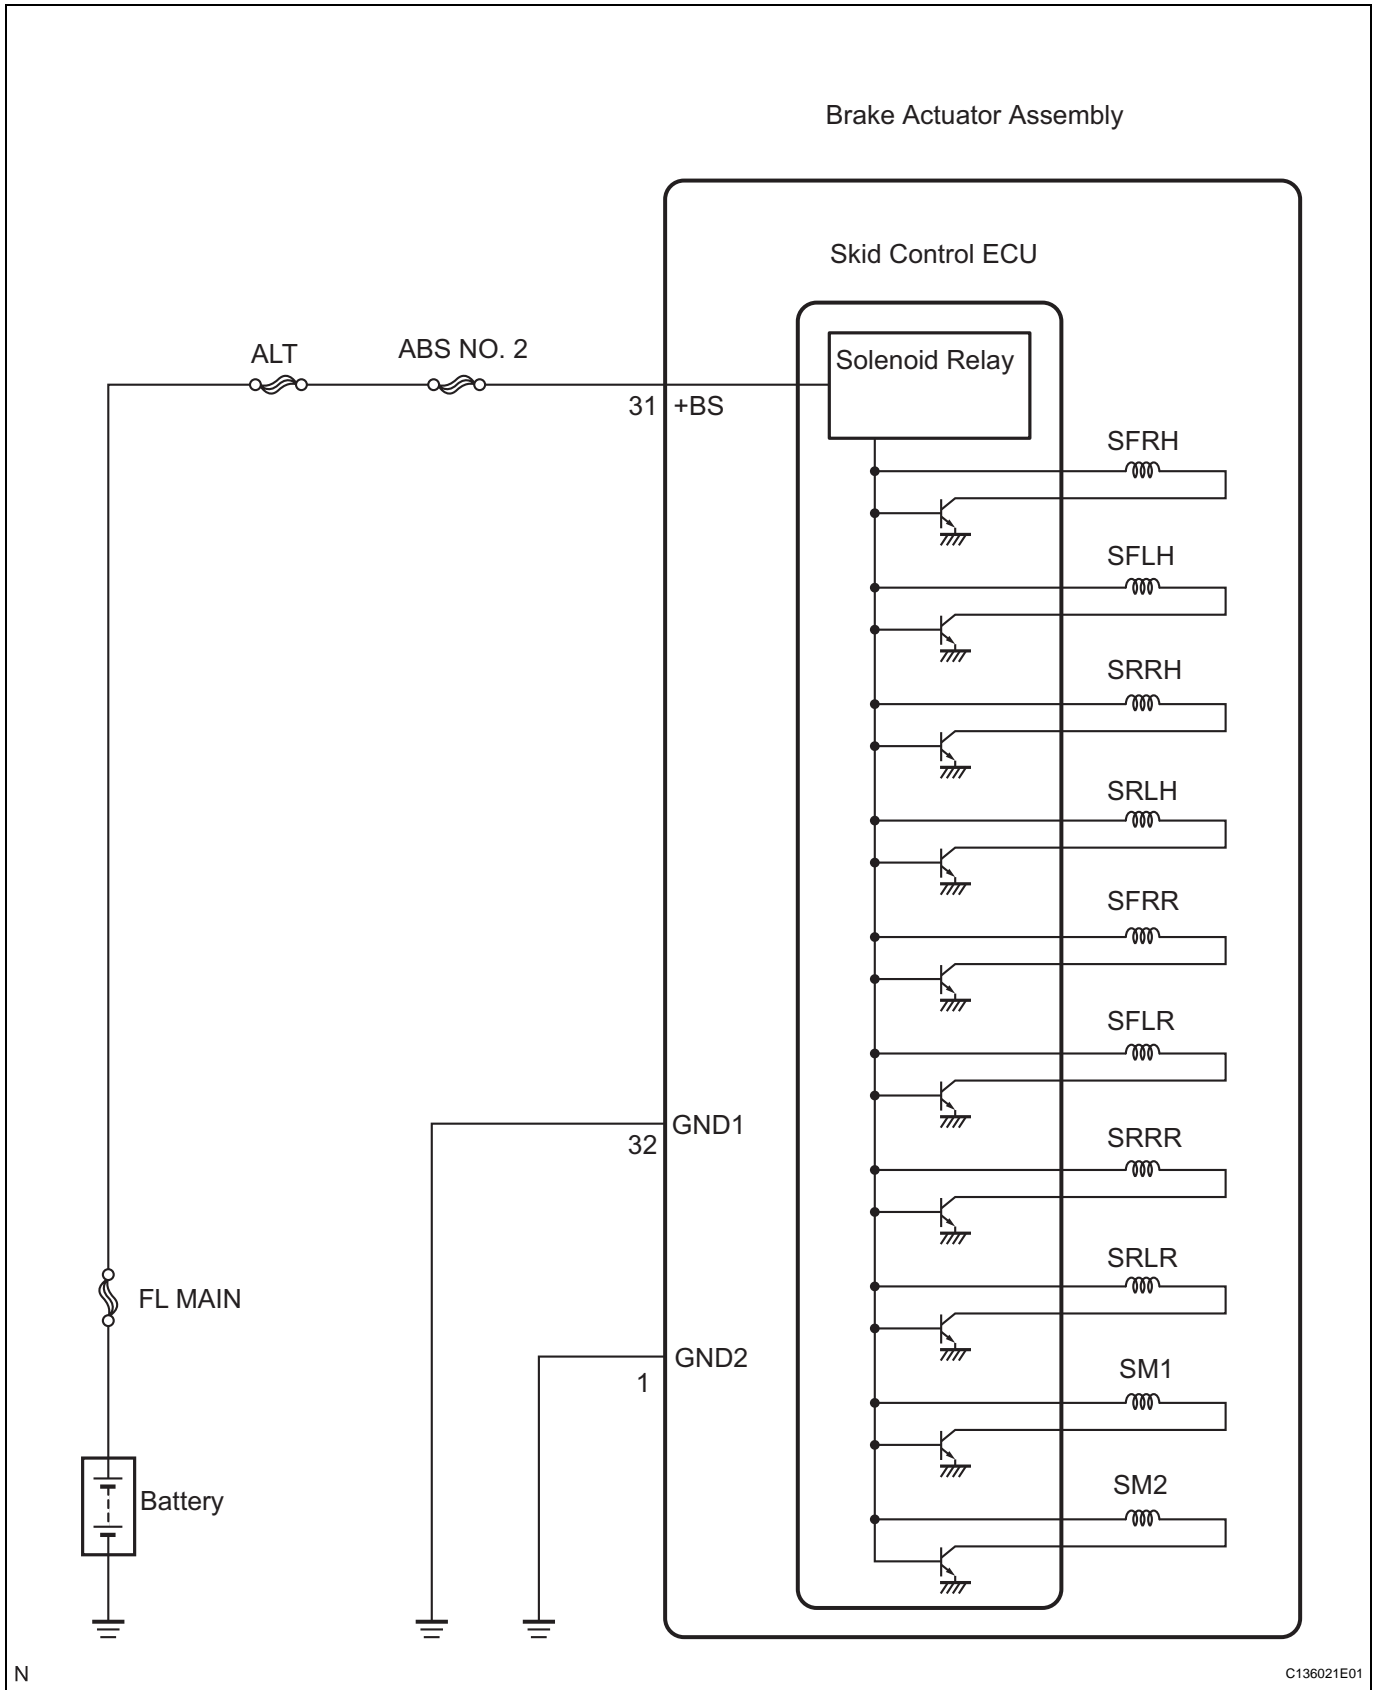 Brake Actuator Assembly
Skid Control ECU
ALT
ABS NO. 2
Solenoid Relay
31
+BS
SFRH
SFLH
SRRH
SRLH
SFRR
SFLR
GND1
32
SRRR
SRLR
FL MAIN
GND2
1
SM1
SM2
Battery
N
C136021E01